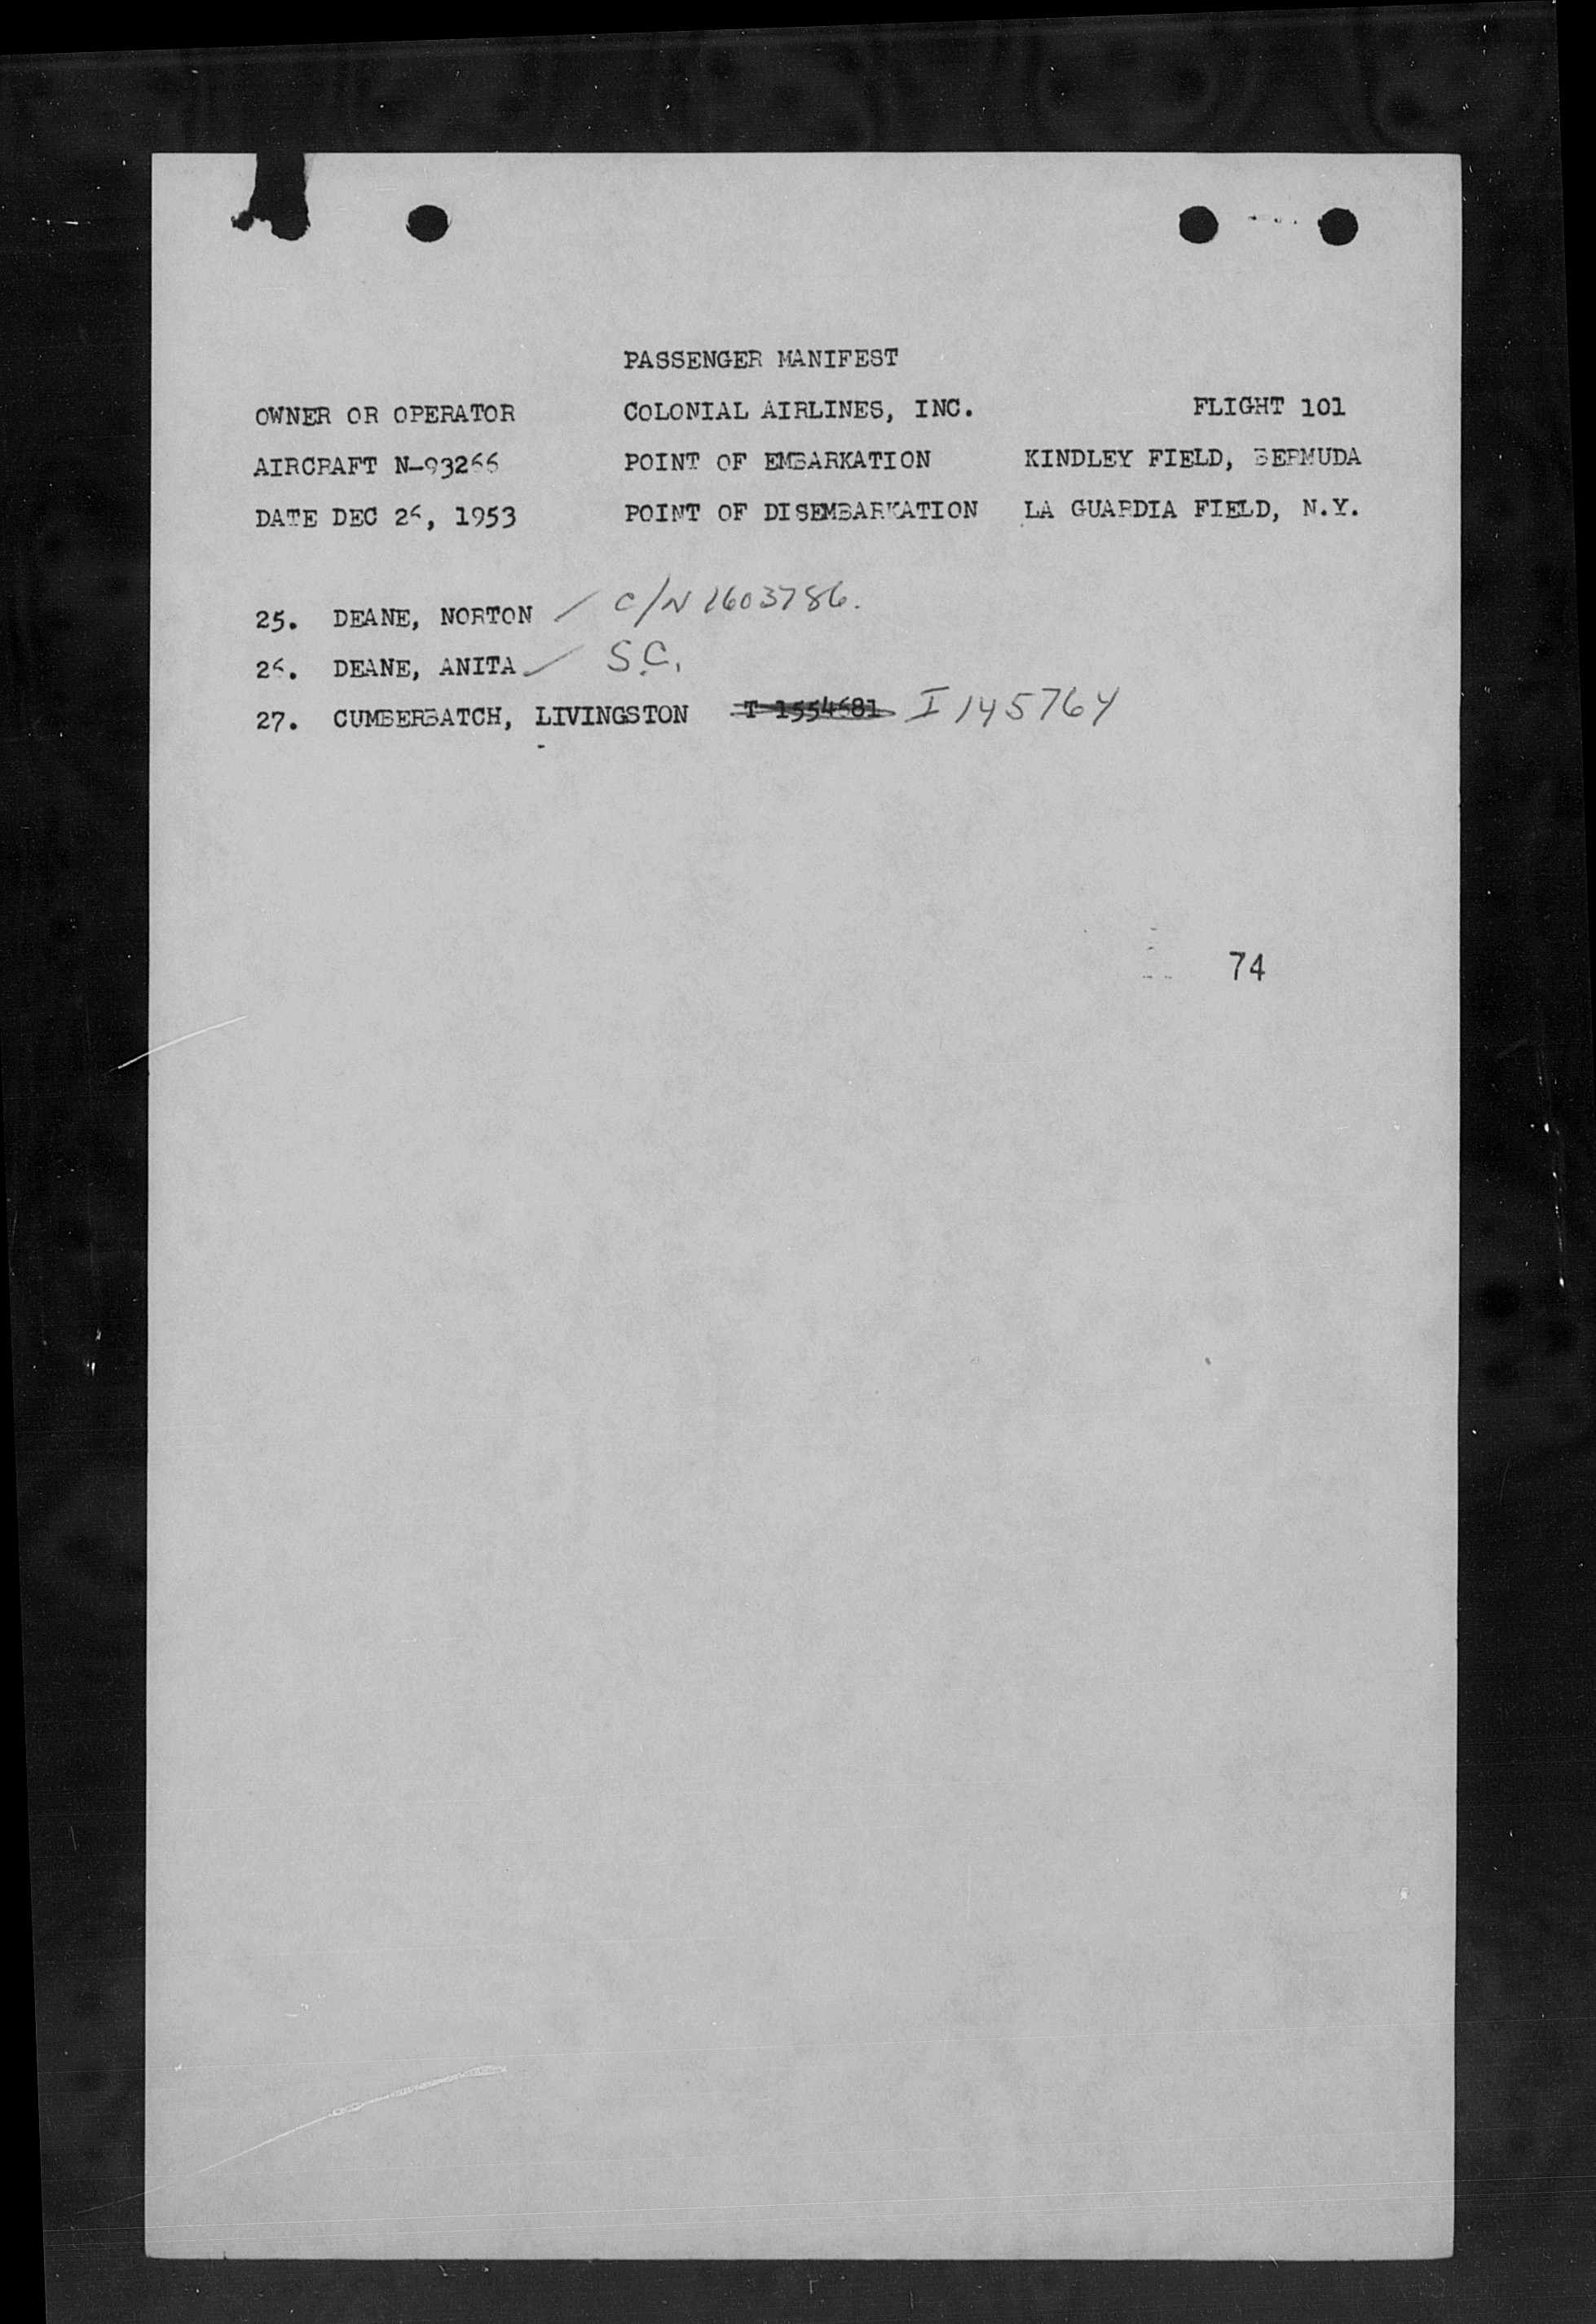 PASSENGER MANIFEST
OWNER OR OPERATOR COLONIAL AIRLINES, INC. FLIGHT 101
AIRCRAFT N-93266 POINT OF EMBARKATION KINDLEY FIELD, BERMUDA
DATE DEC 26, 1953 POINT OF DISEMBARKATION LA GUARDIA FIELD, N.Y.
25. DEANE, NORTON / C/N 1603786.
26. DEANE, ANITA / S.C.
27. CUMBERBATCH, LIVINGSTON T-1554681 I 145764
74